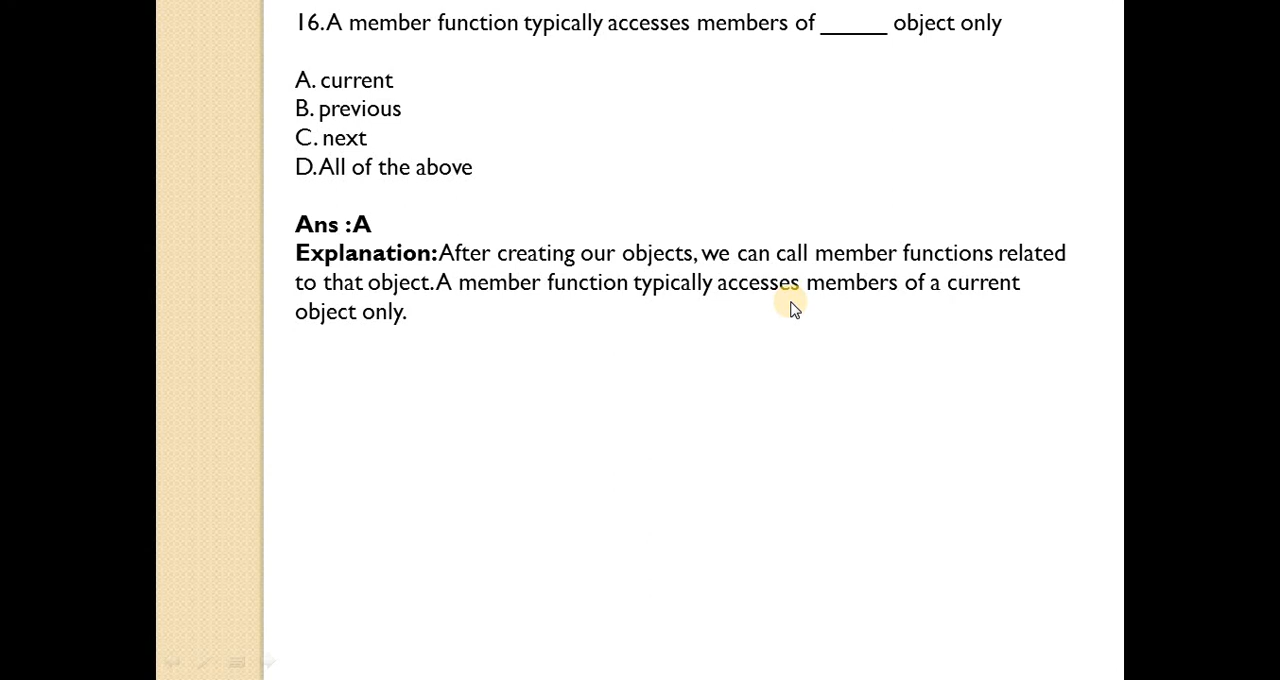 16.A member function typically accesses members of ______ object only
A. current
B. previous
C. next
D.All of the above
Ans :A
Explanation:After creating our objects, we can call member functions related
to that object.A member function typically accesses members of a current
object only.